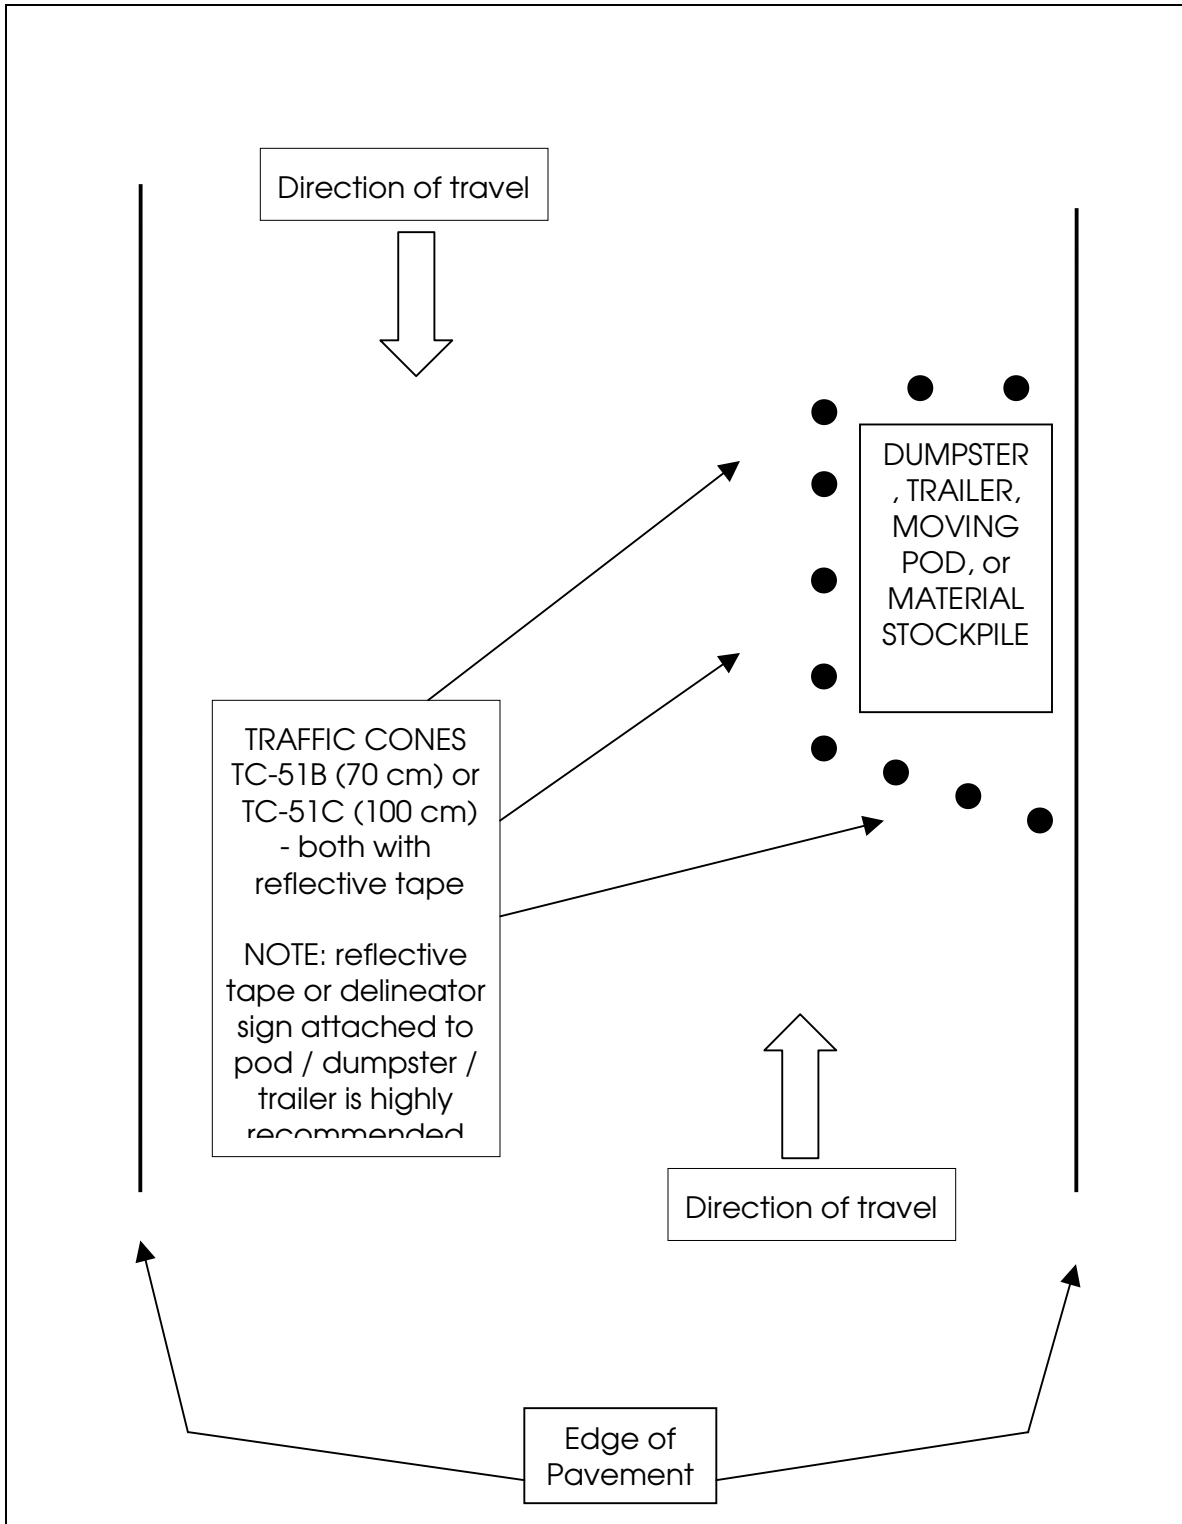 Direction of travel
DUMPSTER
, TRAILER,
MOVING
POD, or
MATERIAL
STOCKPILE
TRAFFIC CONES
TC-51B (70 cm) or
TC-51C (100 cm)
- both with
reflective tape
NOTE: reflective
tape or delineator
sign attached to
pod / dumpster /
trailer is highly
recommended
Direction of travel
Edge of
Pavement